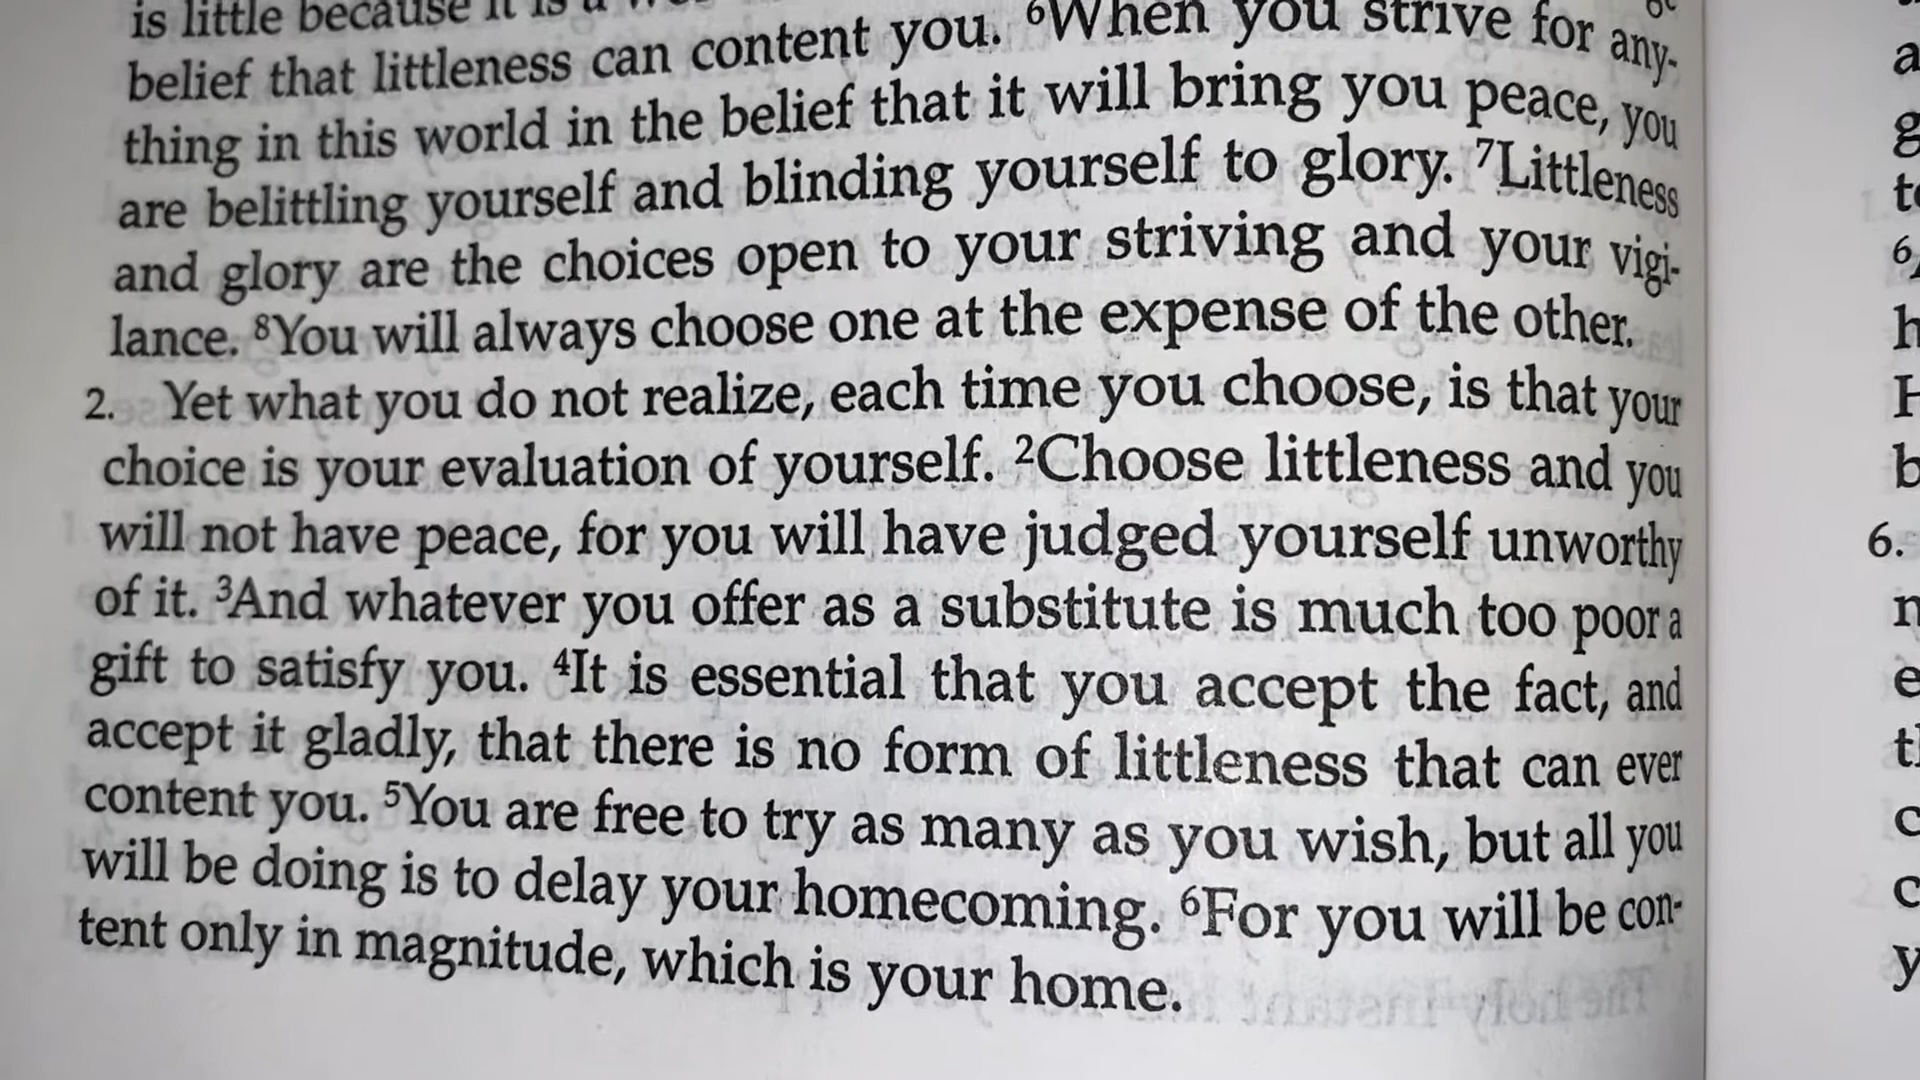 is little because it is a
belief that littleness can content you. ⁶When you strive for any-
thing in this world in the belief that it will bring you peace, you
are belittling yourself and blinding yourself to glory. ⁷Littleness
and glory are the choices open to your striving and your vigi-
lance. ⁸You will always choose one at the expense of the other.
2. Yet what you do not realize, each time you choose, is that your
choice is your evaluation of yourself. ²Choose littleness and you
will not have peace, for you will have judged yourself unworthy
of it. ³And whatever you offer as a substitute is much too poor a
gift to satisfy you. ⁴It is essential that you accept the fact, and
accept it gladly, that there is no form of littleness that can ever
content you. ⁵You are free to try as many as you wish, but all you
will be doing is to delay your homecoming. ⁶For you will be con-
tent only in magnitude, which is your home.
6.